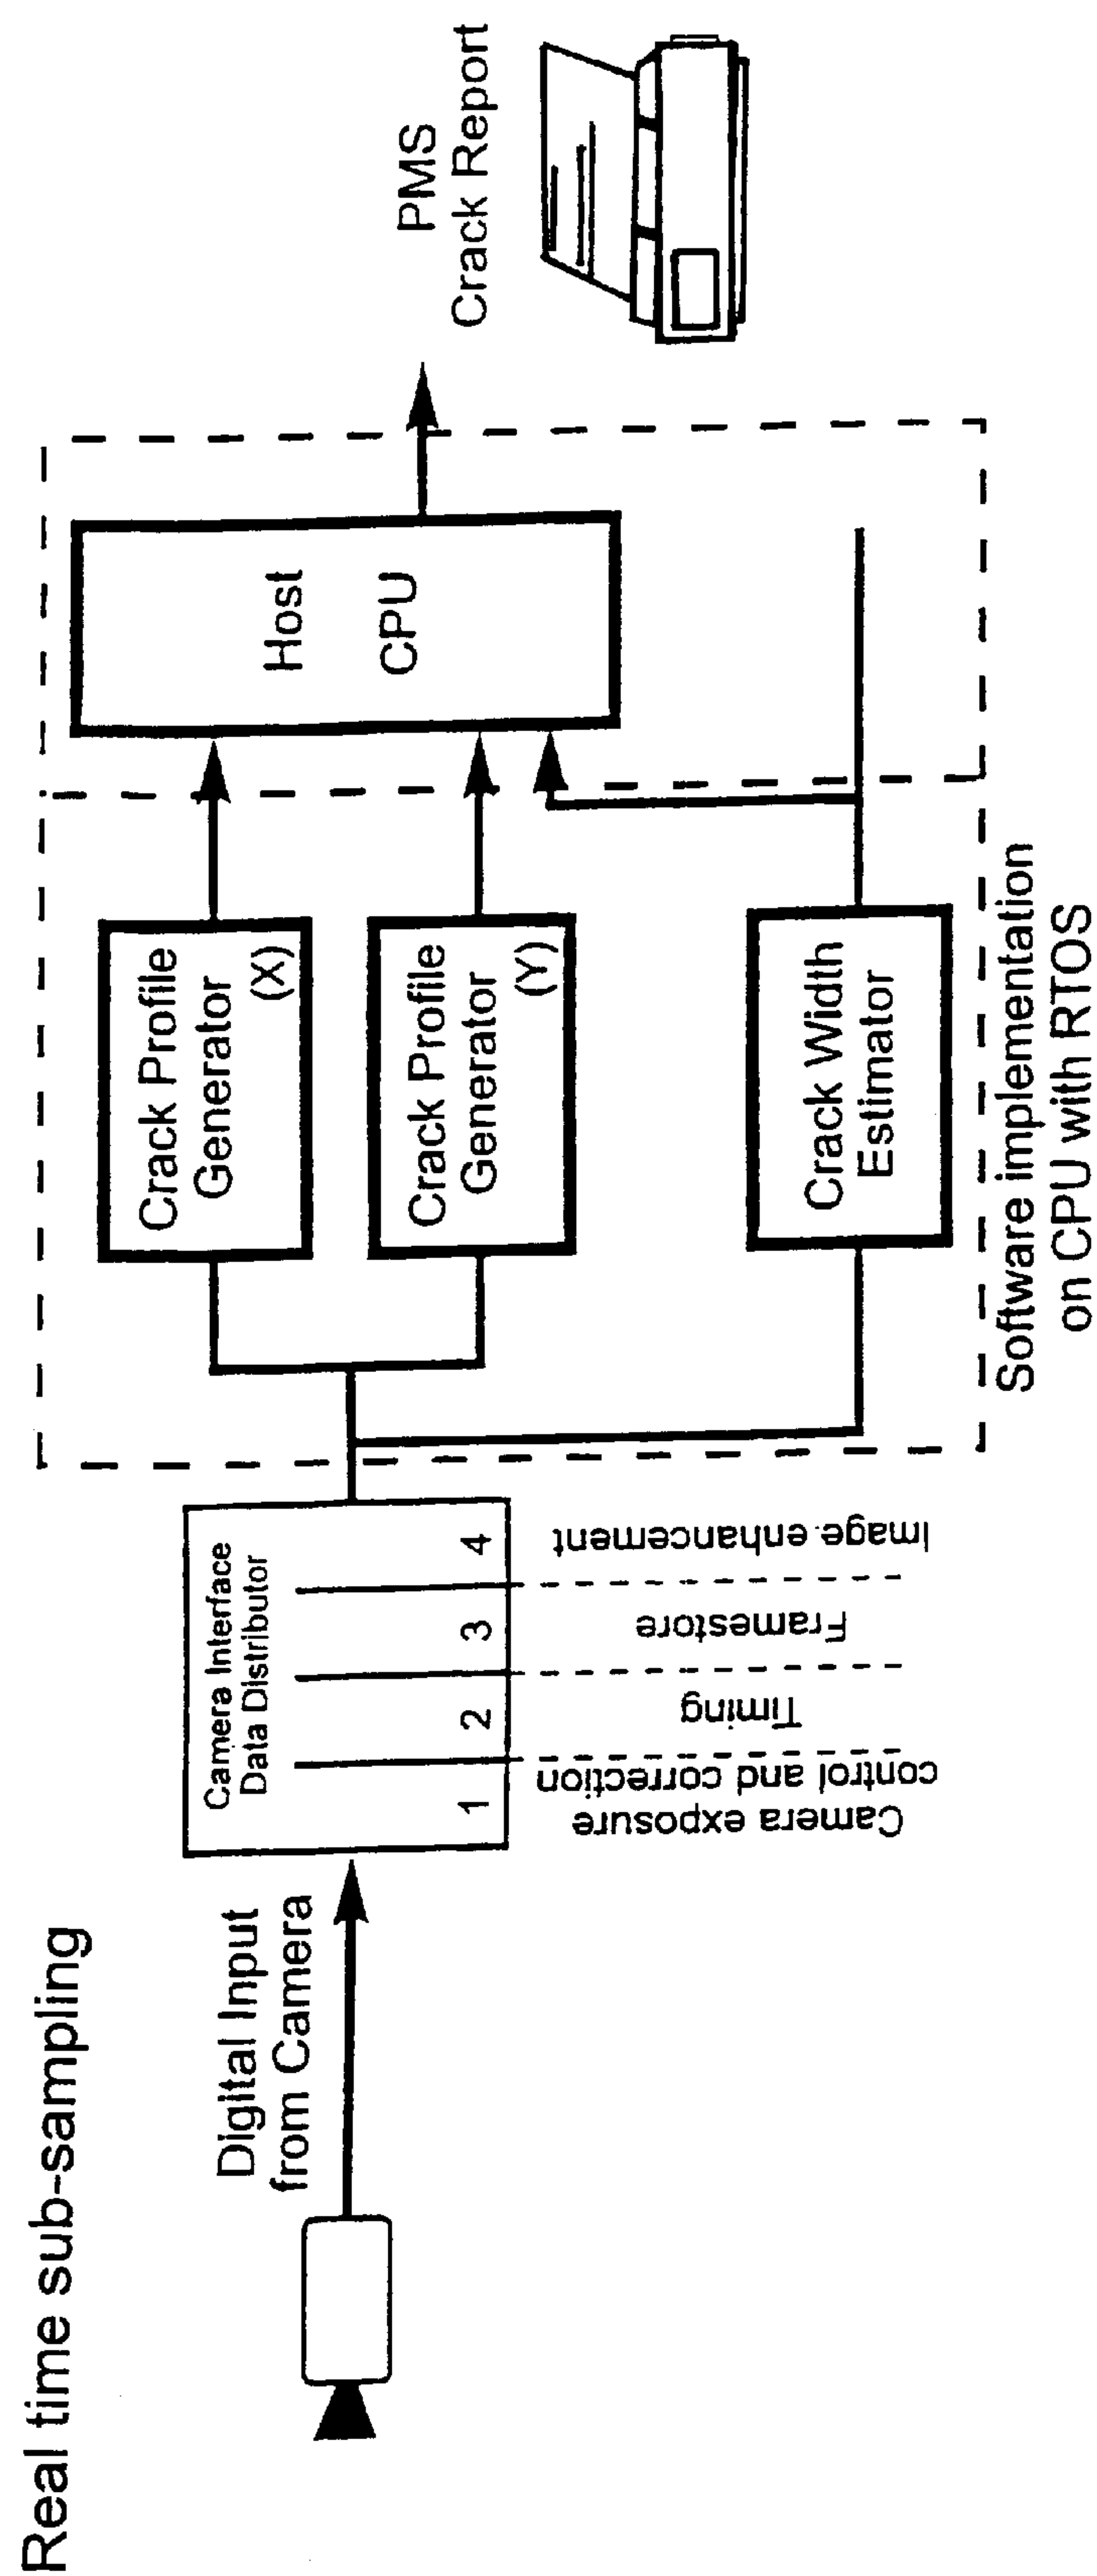 Real time sub-sampling
Digital Input
from Camera
Camera Interface
Data Distributor
1 2 3 4
Camera exposure
control and correction
Timing
Framestore
Image enhancement
Crack Profile
Generator
(X)
Crack Profile
Generator
(Y)
Crack Width
Estimator
Software implementation
on CPU with RTOS
Host
CPU
PMS
Crack Report